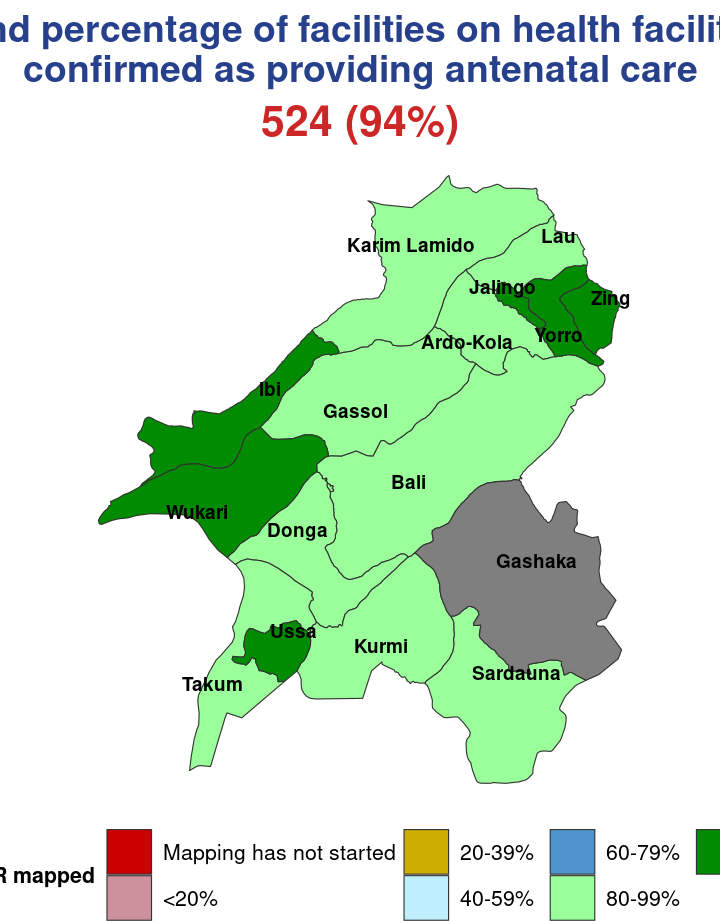 nd percentage of facilities on health facilit
confirmed as providing antenatal care
524 (94%)
Karim Lamido
Lau
Jalingo
Zing
Yorro
Ardo-Kola
Ibi
Gassol
Bali
Wukari
Donga
Gashaka
Ussa
Kurmi
Sardauna
Takum
R mapped
Mapping has not started
20-39%
60-79%
<20%
40-59%
80-99%